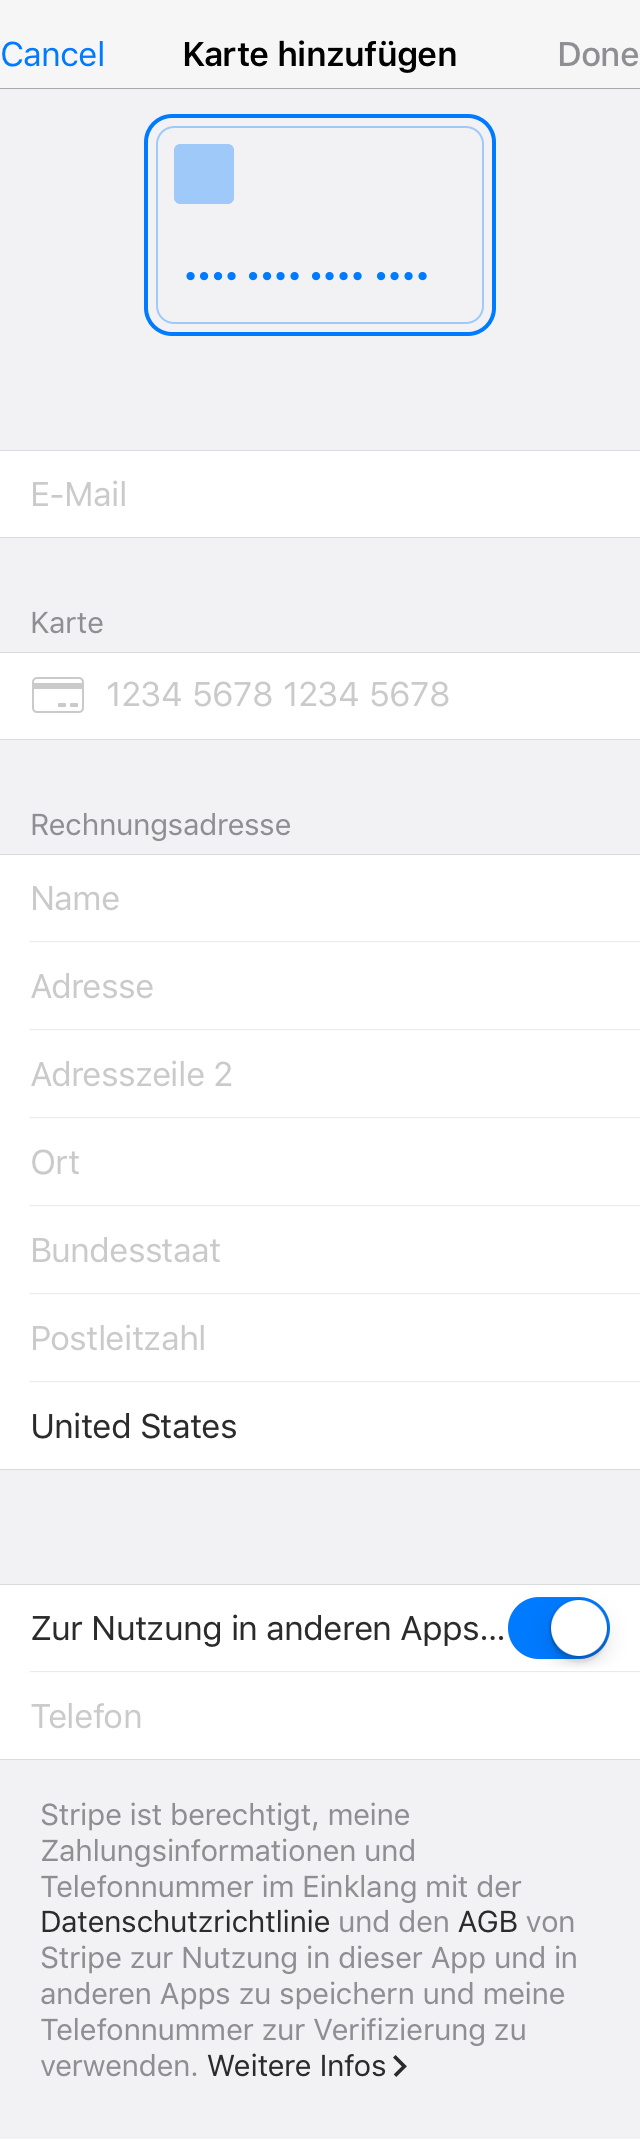 Cancel Karte hinzufügen Done
•••• •••• •••• ••••
E-Mail
Karte
1234 5678 1234 5678
Rechnungsadresse
Name
Adresse
Adresszeile 2
Ort
Bundesstaat
Postleitzahl
United States
Zur Nutzung in anderen Apps...
Telefon
Stripe ist berechtigt, meine
Zahlungsinformationen und
Telefonnummer im Einklang mit der
Datenschutzrichtlinie und den AGB von
Stripe zur Nutzung in dieser App und in
anderen Apps zu speichern und meine
Telefonnummer zur Verifizierung zu
verwenden. Weitere Infos